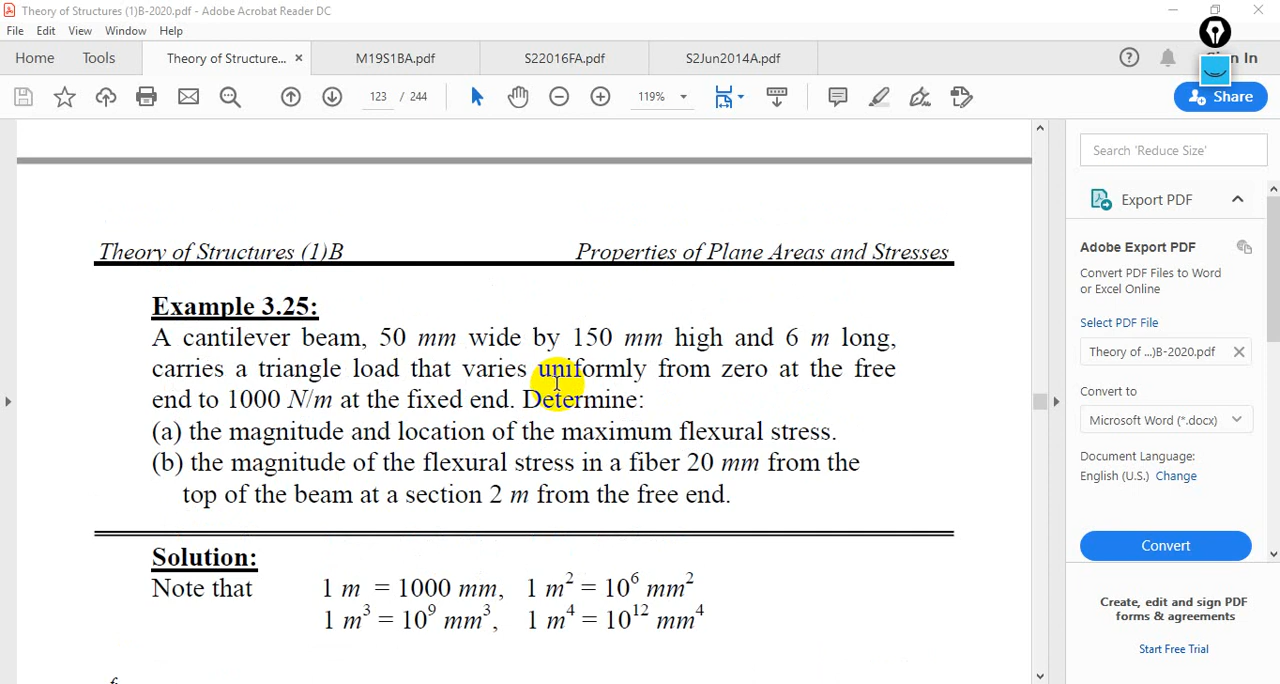 Theory of Structures (1)B-2020.pdf - Adobe Acrobat Reader DC
File Edit View Window Help
Home Tools Theory of Structure... × M19S1BA.pdf S22016FA.pdf S2Jun2014A.pdf Sign In
123 / 244 119% Share
Search 'Reduce Size'
Export PDF
Adobe Export PDF
Convert PDF Files to Word
or Excel Online
Select PDF File
Theory of ...)B-2020.pdf ×
Convert to
Microsoft Word (*.docx)
Document Language:
English (U.S.) Change
Convert
Create, edit and sign PDF
forms & agreements
Start Free Trial
Theory of Structures (1)B Properties of Plane Areas and Stresses
Example 3.25:
A cantilever beam, 50 mm wide by 150 mm high and 6 m long,
carries a triangle load that varies uniformly from zero at the free
end to 1000 N/m at the fixed end. Determine:
(a) the magnitude and location of the maximum flexural stress.
(b) the magnitude of the flexural stress in a fiber 20 mm from the
top of the beam at a section 2 m from the free end.
Solution:
Note that 1 m = 1000 mm, 1 m² = 10⁶ mm²
1 m³ = 10⁹ mm³, 1 m⁴ = 10¹² mm⁴